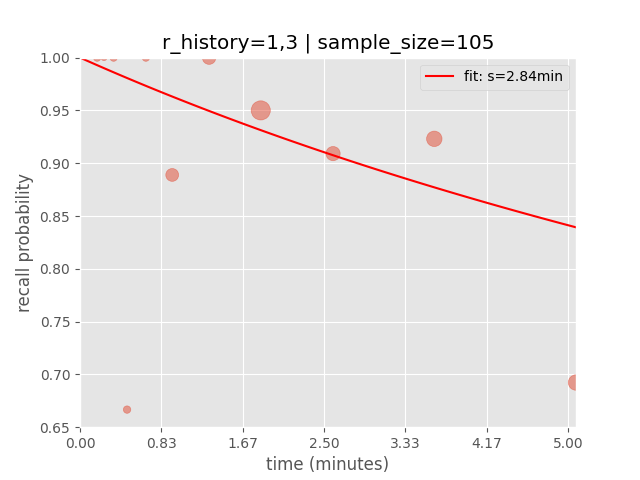 r_history=1,3 | sample_size=105
fit: s=2.84min
recall probability
1.00
0.95
0.90
0.85
0.80
0.75
0.70
0.65
0.00 0.83 1.67 2.50 3.33 4.17 5.00
time (minutes)